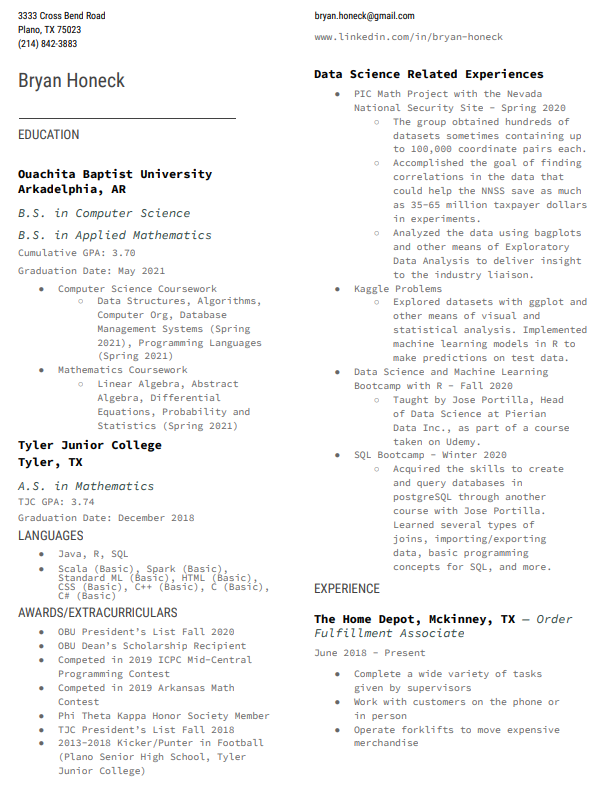 3333 Cross Bend Road
Plano, TX 75023
(214) 842-3883
Bryan Honeck
EDUCATION
Ouachita Baptist University
Arkadelphia, AR
B.S. in Computer Science
B.S. in Applied Mathematics
Cumulative GPA: 3.70
Graduation Date: May 2021
● Computer Science Coursework
○ Data Structures, Algorithms,
Computer Org, Database
Management Systems (Spring
2021), Programming Languages
(Spring 2021)
● Mathematics Coursework
○ Linear Algebra, Abstract
Algebra, Differential
Equations, Probability and
Statistics (Spring 2021)
Tyler Junior College
Tyler, TX
A.S. in Mathematics
TJC GPA: 3.74
Graduation Date: December 2018
LANGUAGES
● Java, R, SQL
● Scala (Basic), Spark (Basic),
Standard ML (Basic), HTML (Basic),
CSS (Basic), C++ (Basic), C (Basic),
C# (Basic)
AWARDS/EXTRACURRICULARS
● OBU President's List Fall 2020
● OBU Dean's Scholarship Recipient
● Competed in 2019 ICPC Mid-Central
Programming Contest
● Competed in 2019 Arkansas Math
Contest
● Phi Theta Kappa Honor Society Member
● TJC President's List Fall 2018
● 2013-2018 Kicker/Punter in Football
(Plano Senior High School, Tyler
Junior College)
bryan.honeck@gmail.com
www.linkedin.com/in/bryan-honeck
Data Science Related Experiences
● PIC Math Project with the Nevada
National Security Site - Spring 2020
○ The group obtained hundreds of
datasets sometimes containing up
to 100,000 coordinate pairs each.
○ Accomplished the goal of finding
correlations in the data that
could help the NNSS save as much
as 35-65 million taxpayer dollars
in experiments.
○ Analyzed the data using bagplots
and other means of Exploratory
Data Analysis to deliver insight
to the industry liaison.
● Kaggle Problems
○ Explored datasets with ggplot and
other means of visual and
statistical analysis. Implemented
machine learning models in R to
make predictions on test data.
● Data Science and Machine Learning
Bootcamp with R - Fall 2020
○ Taught by Jose Portilla, Head
of Data Science at Pierian
Data Inc., as part of a course
taken on Udemy.
● SQL Bootcamp - Winter 2020
○ Acquired the skills to create
and query databases in
postgreSQL through another
course with Jose Portilla.
Learned several types of
joins, importing/exporting
data, basic programming
concepts for SQL, and more.
EXPERIENCE
The Home Depot, Mckinney, TX — Order
Fulfillment Associate
June 2018 - Present
● Complete a wide variety of tasks
given by supervisors
● Work with customers on the phone or
in person
● Operate forklifts to move expensive
merchandise